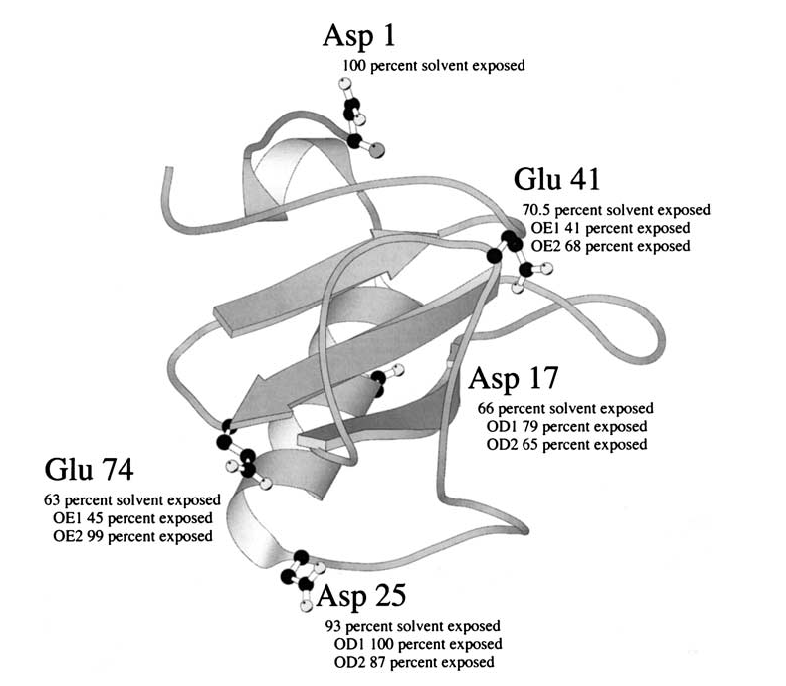 Asp 1
100 percent solvent exposed
Glu 41
70.5 percent solvent exposed
OE1 41 percent exposed
OE2 68 percent exposed
Asp 17
66 percent solvent exposed
OD1 79 percent exposed
OD2 65 percent exposed
Glu 74
63 percent solvent exposed
OE1 45 percent exposed
OE2 99 percent exposed
Asp 25
93 percent solvent exposed
OD1 100 percent exposed
OD2 87 percent exposed